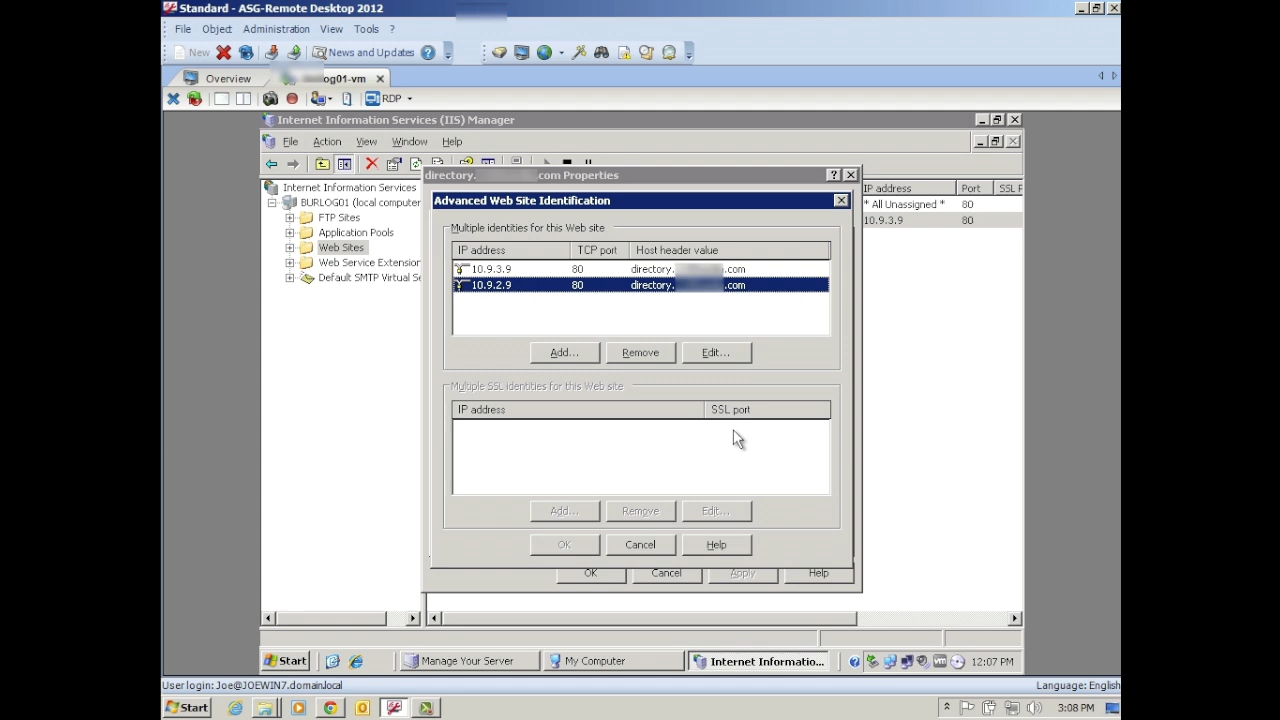 Standard - ASG-Remote Desktop 2012
File Object Administration View Tools ?
New News and Updates
Overview og01-vm
RDP
Internet Information Services (IIS) Manager
File Action View Window Help
directory. .com Properties
Internet Information Services
BURLOG01 (local computer
FTP Sites
Application Pools
Web Sites
Web Service Extension
Default SMTP Virtual Se
IP address Port SSL F
* All Unassigned * 80
10.9.3.9 80
Advanced Web Site Identification
Multiple identities for this Web site
IP address TCP port Host header value
10.9.3.9 80 directory. .com
10.9.2.9 80 directory. .com
Add... Remove Edit...
Multiple SSL identities for this Web site
IP address SSL port
Add... Remove Edit...
OK Cancel Help
OK Cancel Apply Help
Start Manage Your Server My Computer Internet Informatio... 12:07 PM
User login: Joe@JOEWIN7.domain.local Language: English
Start 3:08 PM